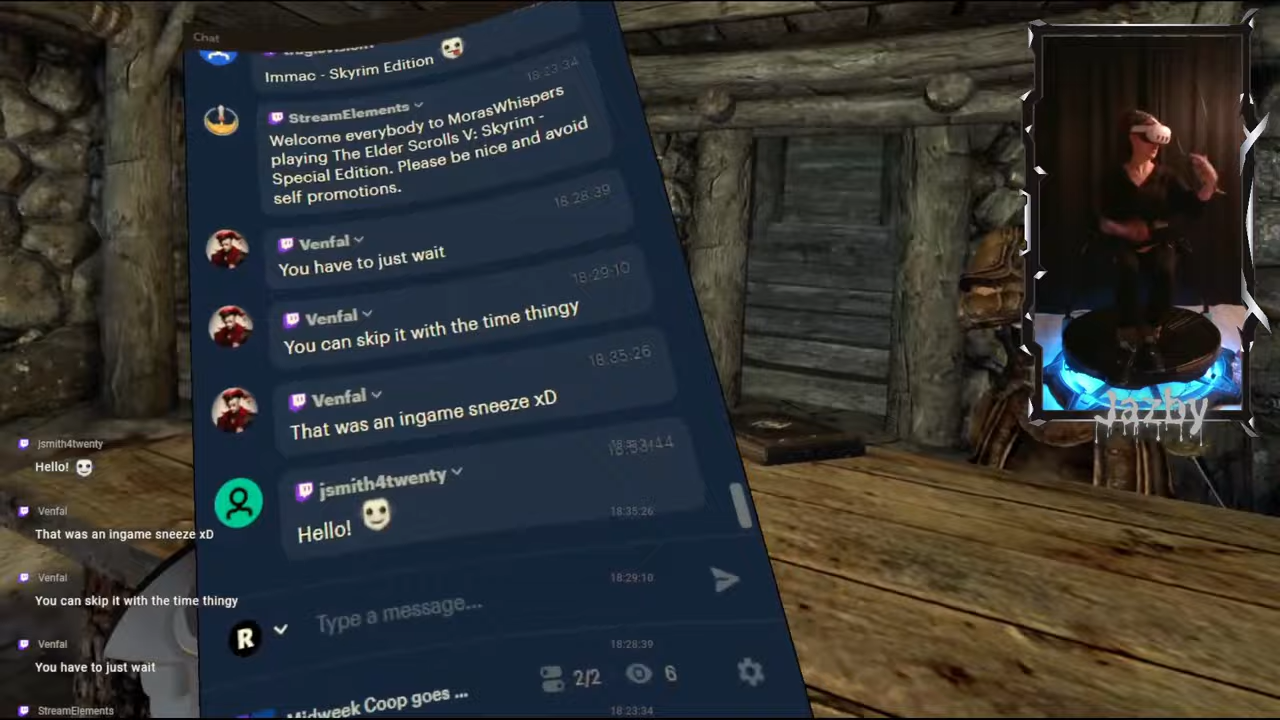 Chat
Immac - Skyrim Edition
18:23:34
StreamElements
Welcome everybody to MorasWhispers
playing The Elder Scrolls V: Skyrim -
Special Edition. Please be nice and avoid
self promotions.
18:28:39
Venfal
You have to just wait
18:29:10
Venfal
You can skip it with the time thingy
18:35:26
Venfal
That was an ingame sneeze xD
jsmith4twenty
Hello!
18:35:26
18:29:10
Type a message...
R
18:28:39
2/2
6
Midweek Coop goes ...
18:23:34
jsmith4twenty
Hello!
Venfal
That was an ingame sneeze xD
Venfal
You can skip it with the time thingy
Venfal
You have to just wait
StreamElements
Jazhy